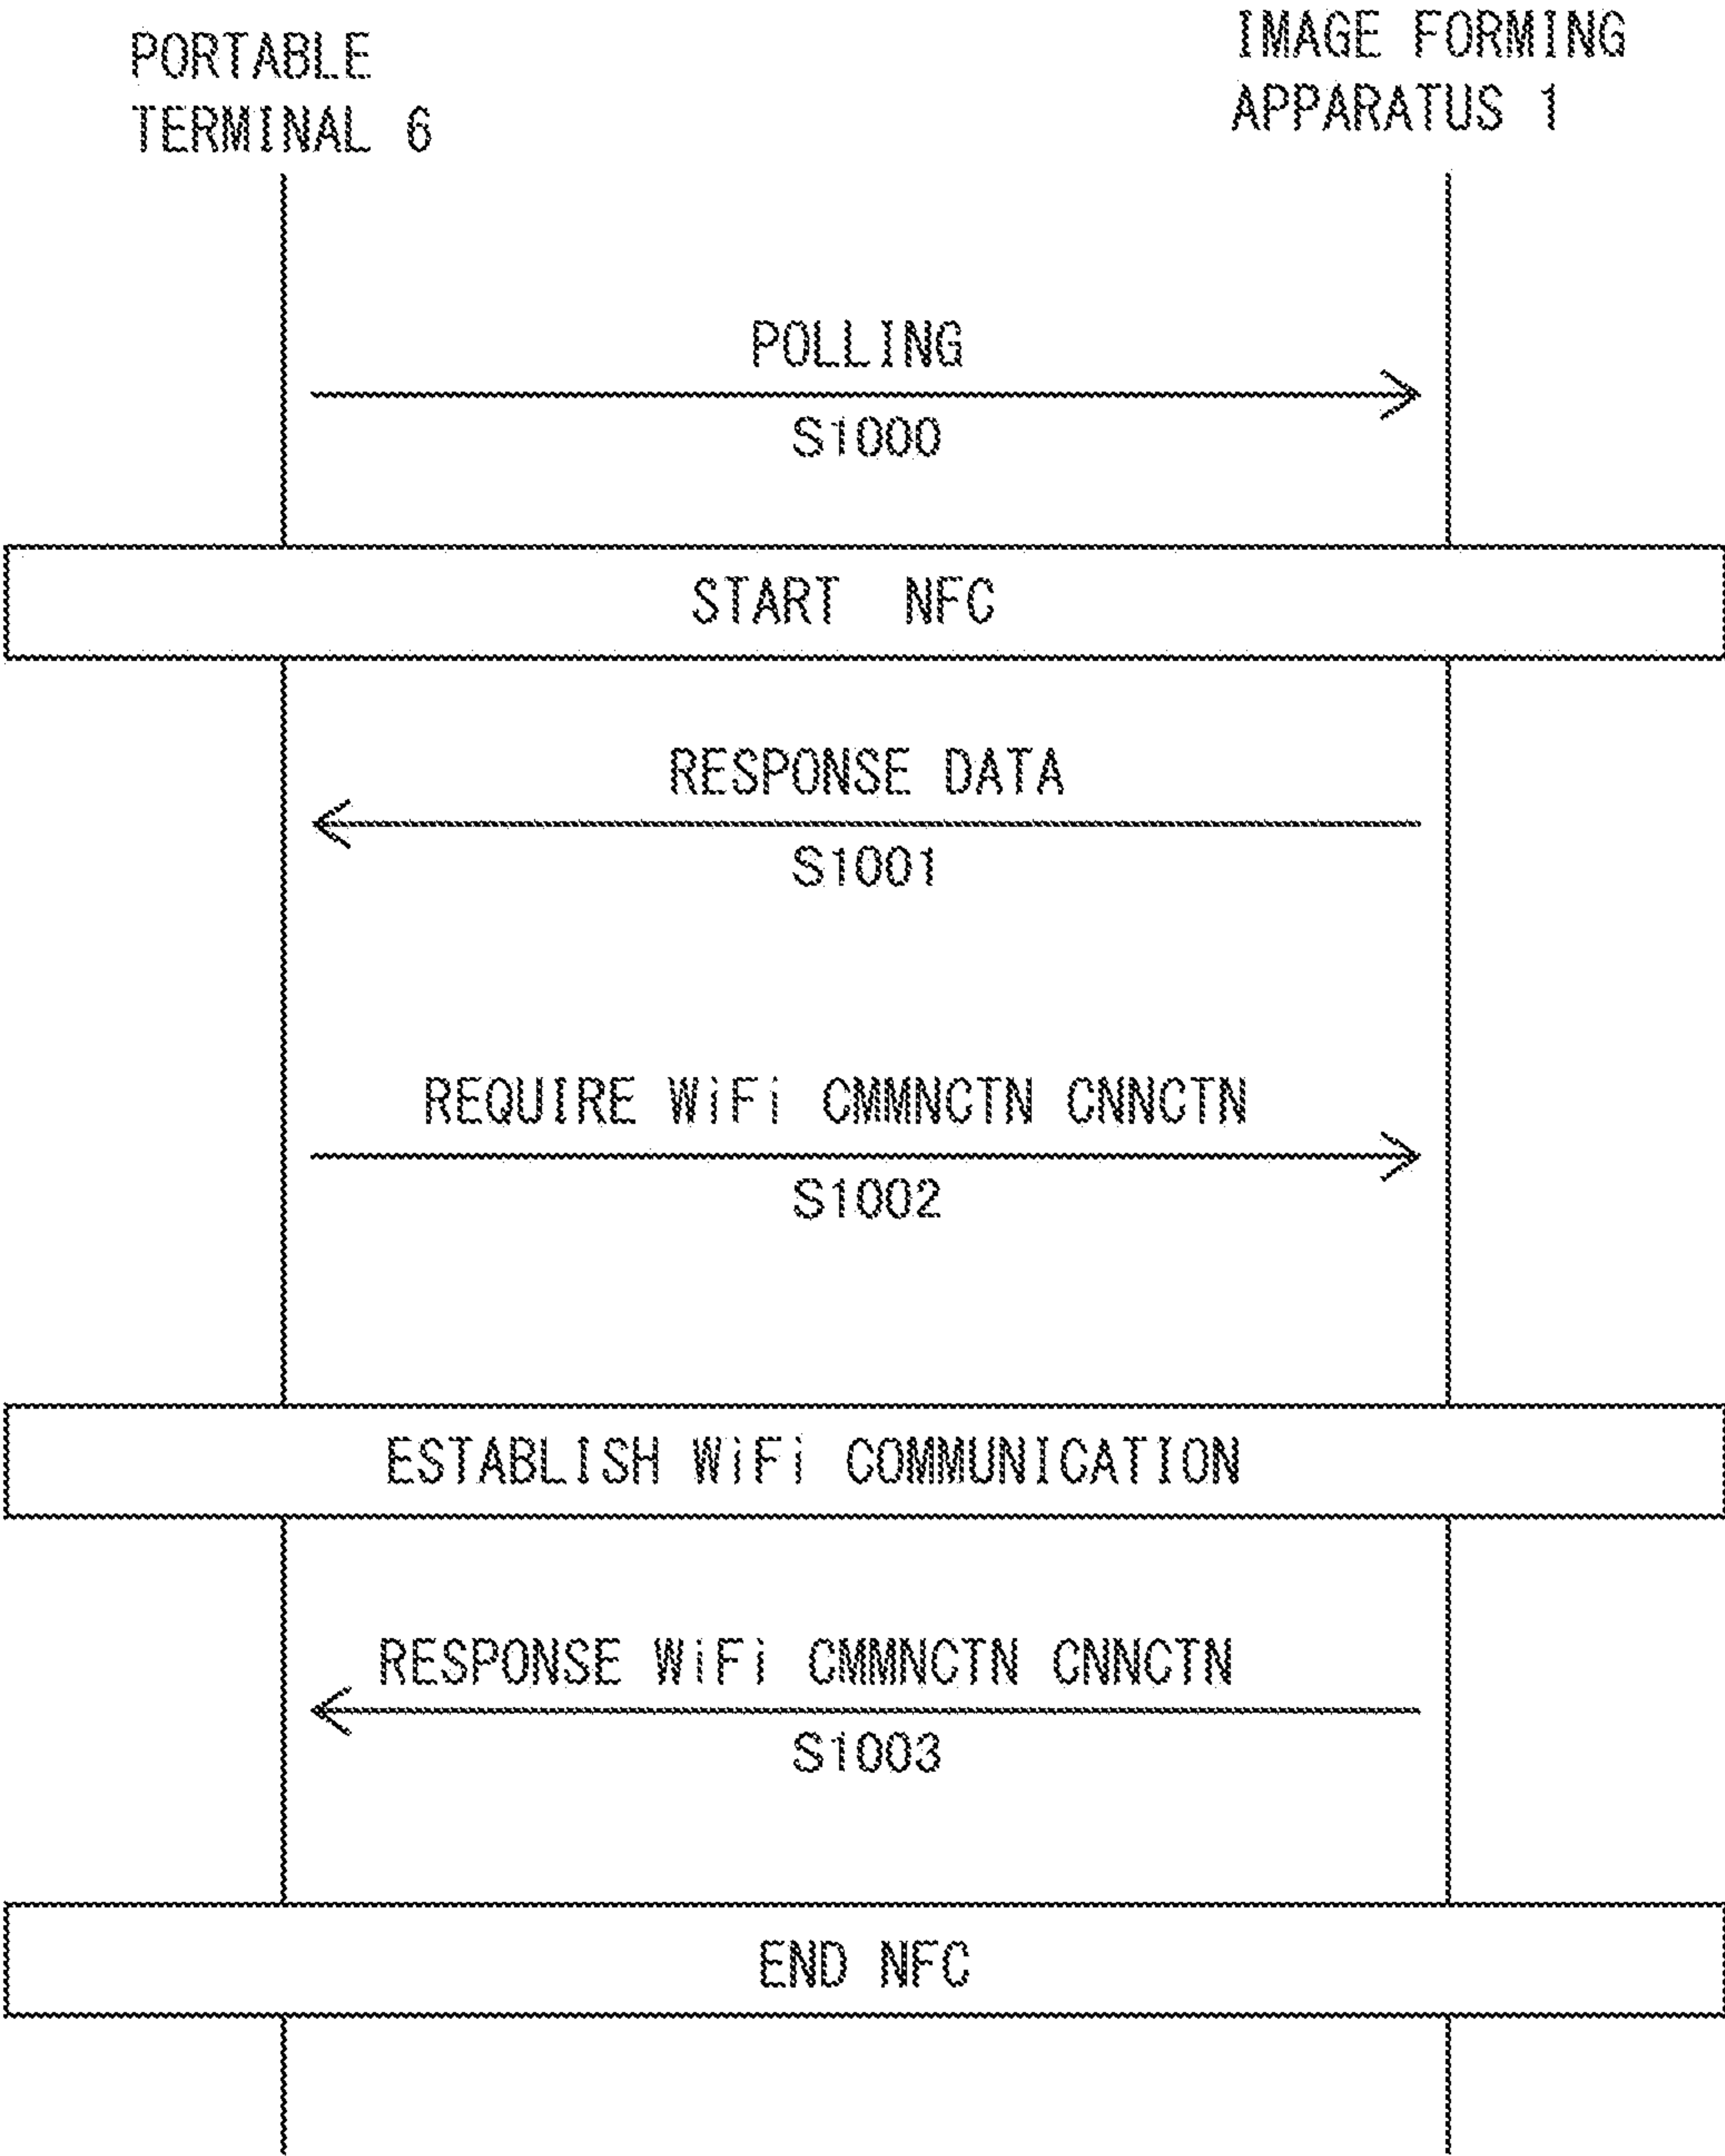 PORTABLE
TERMINAL 6
IMAGE FORMING
APPARATUS 1
POLLING
S1000
START NFC
RESPONSE DATA
S1001
REQUIRE WiFi CMMNCTN CNNCTN
S1002
ESTABLISH WiFi COMMUNICATION
RESPONSE WiFi CMMNCTN CNNCTN
S1003
END NFC